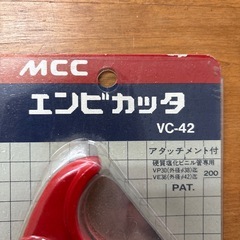 MCC
エンビカッタ
VC-42
アタッチメント付
硬質塩化ビニル管専用
VP30(外径φ38)迄
VE36(外径φ42)迄 200
PAT.